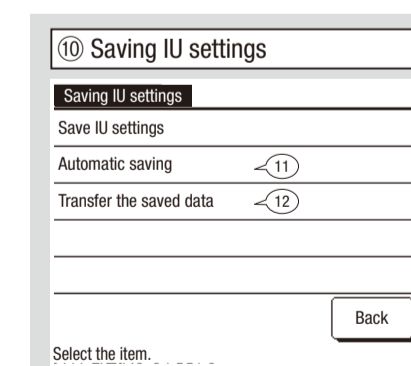 ⑩ Saving IU settings
Saving IU settings
Save IU settings
Automatic saving 11
Transfer the saved data 12
Back
Select the item.